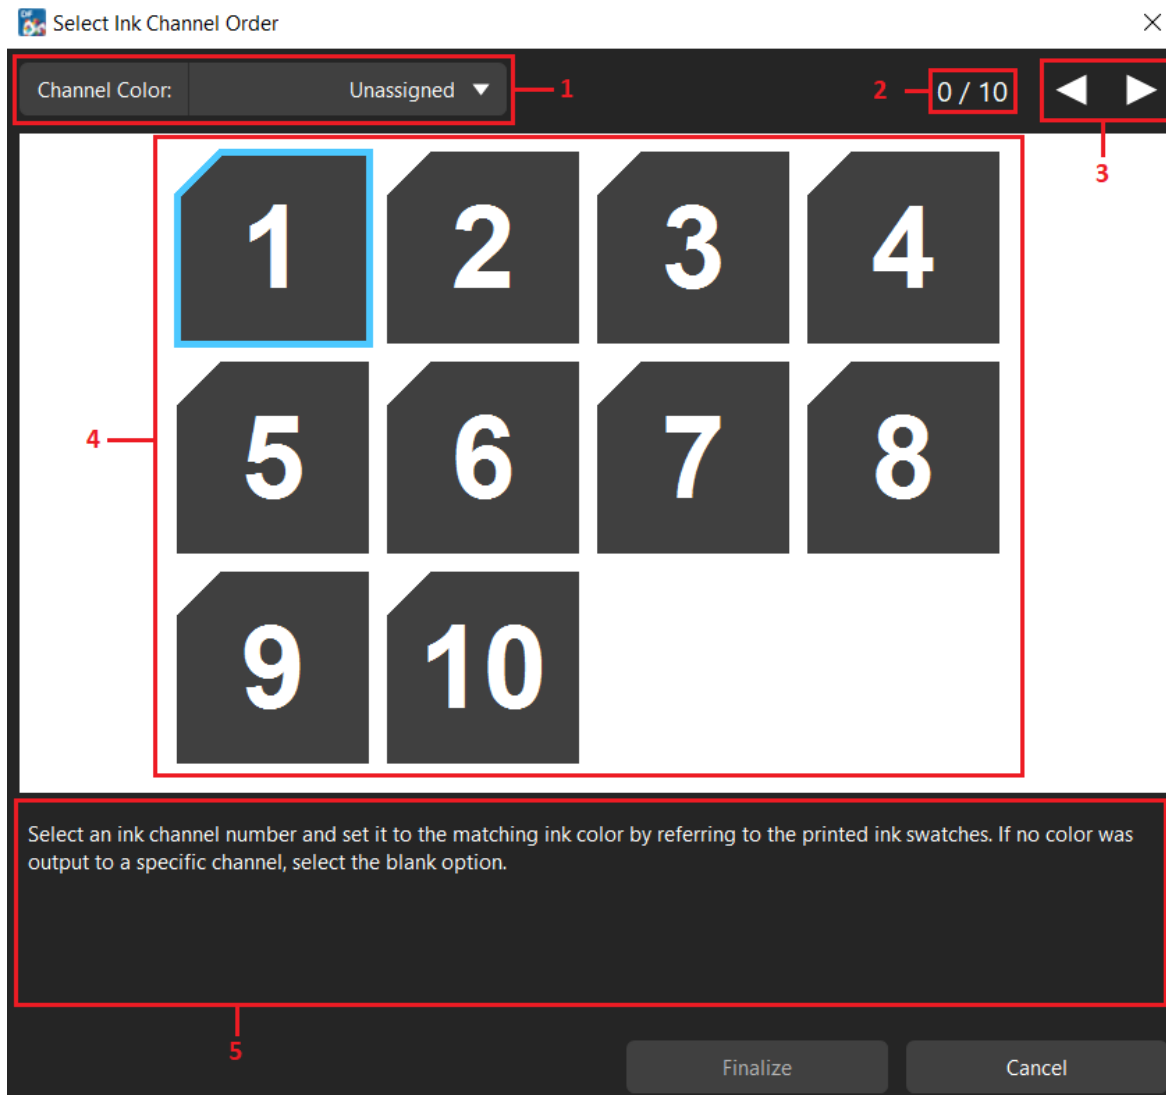 Select Ink Channel Order
Channel Color: Unassigned 1 2 0 / 10
3
1 2 3 4
4 5 6 7 8
9 10
Select an ink channel number and set it to the matching ink color by referring to the printed ink swatches. If no color was
output to a specific channel, select the blank option.
5
Finalize Cancel